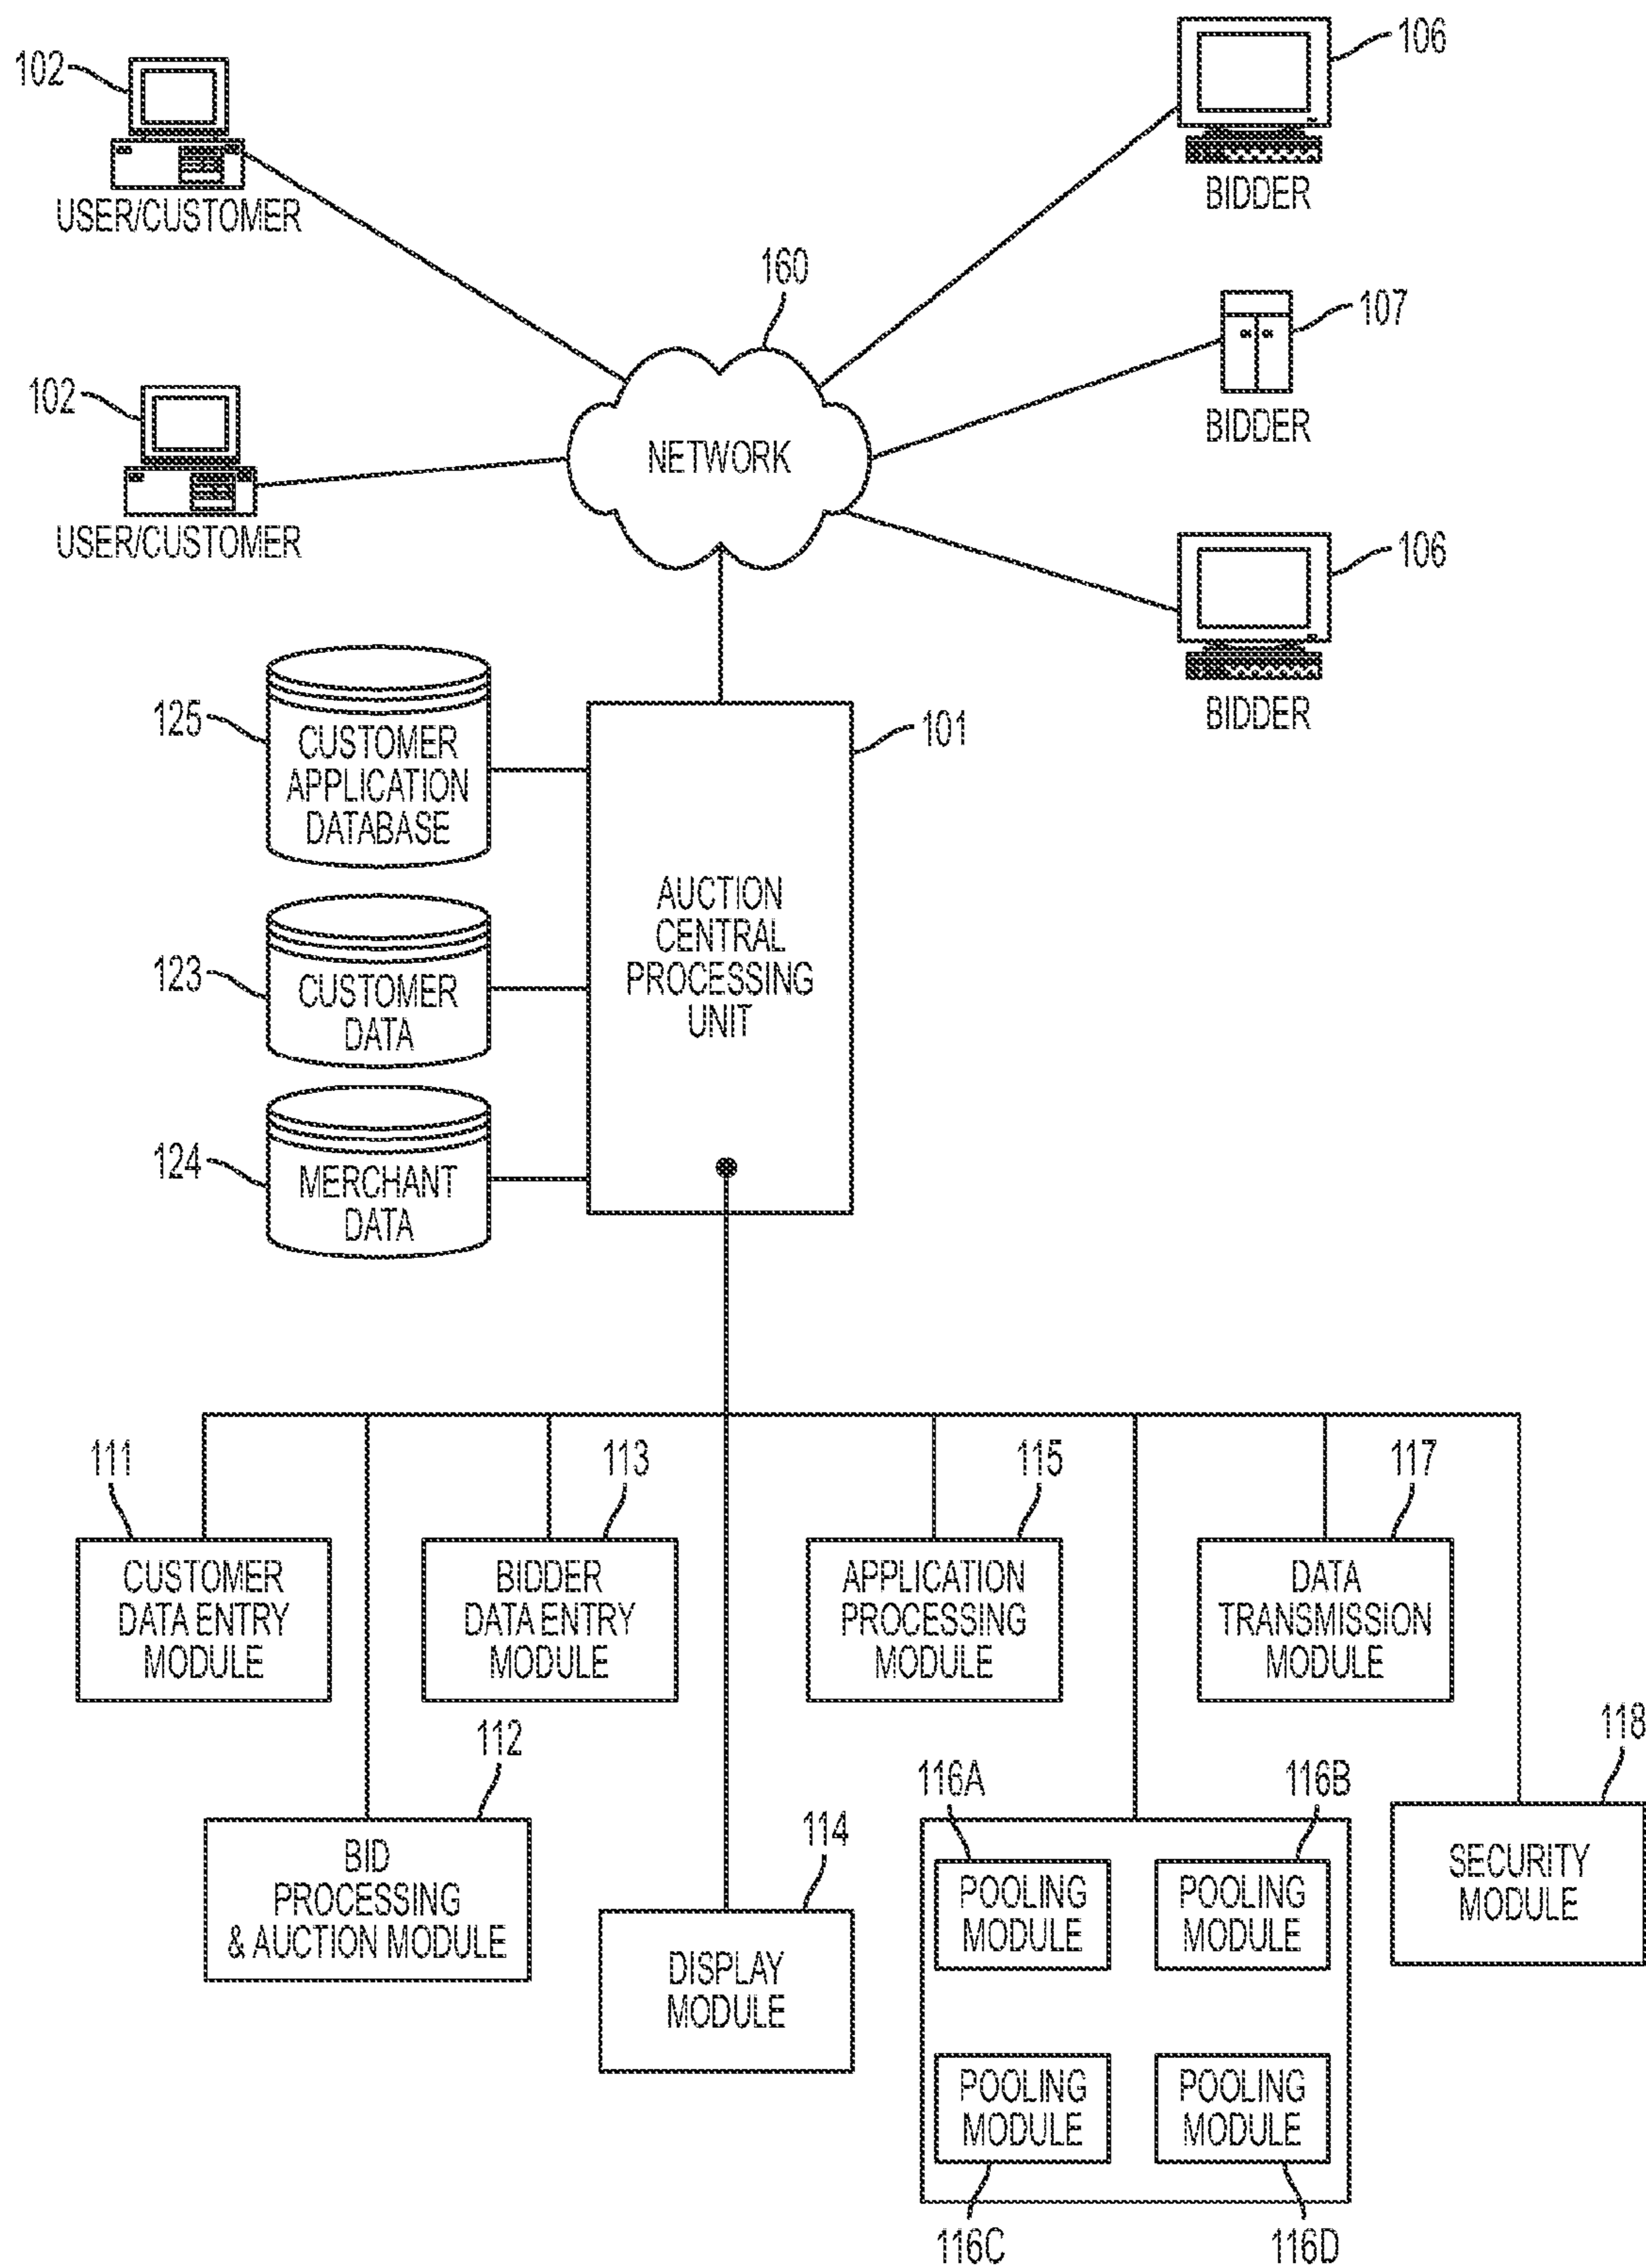 102
USER/CUSTOMER
106
BIDDER
160
107
BIDDER
102
USER/CUSTOMER
NETWORK
106
BIDDER
125
CUSTOMER
APPLICATION
DATABASE
101
AUCTION
CENTRAL
PROCESSING
UNIT
123
CUSTOMER
DATA
124
MERCHANT
DATA
111
CUSTOMER
DATA ENTRY
MODULE
113
BIDDER
DATA ENTRY
MODULE
115
APPLICATION
PROCESSING
MODULE
117
DATA
TRANSMISSION
MODULE
112
BID
PROCESSING
& AUCTION MODULE
114
DISPLAY
MODULE
116A
POOLING
MODULE
116B
POOLING
MODULE
118
SECURITY
MODULE
POOLING
MODULE
116C
POOLING
MODULE
116D